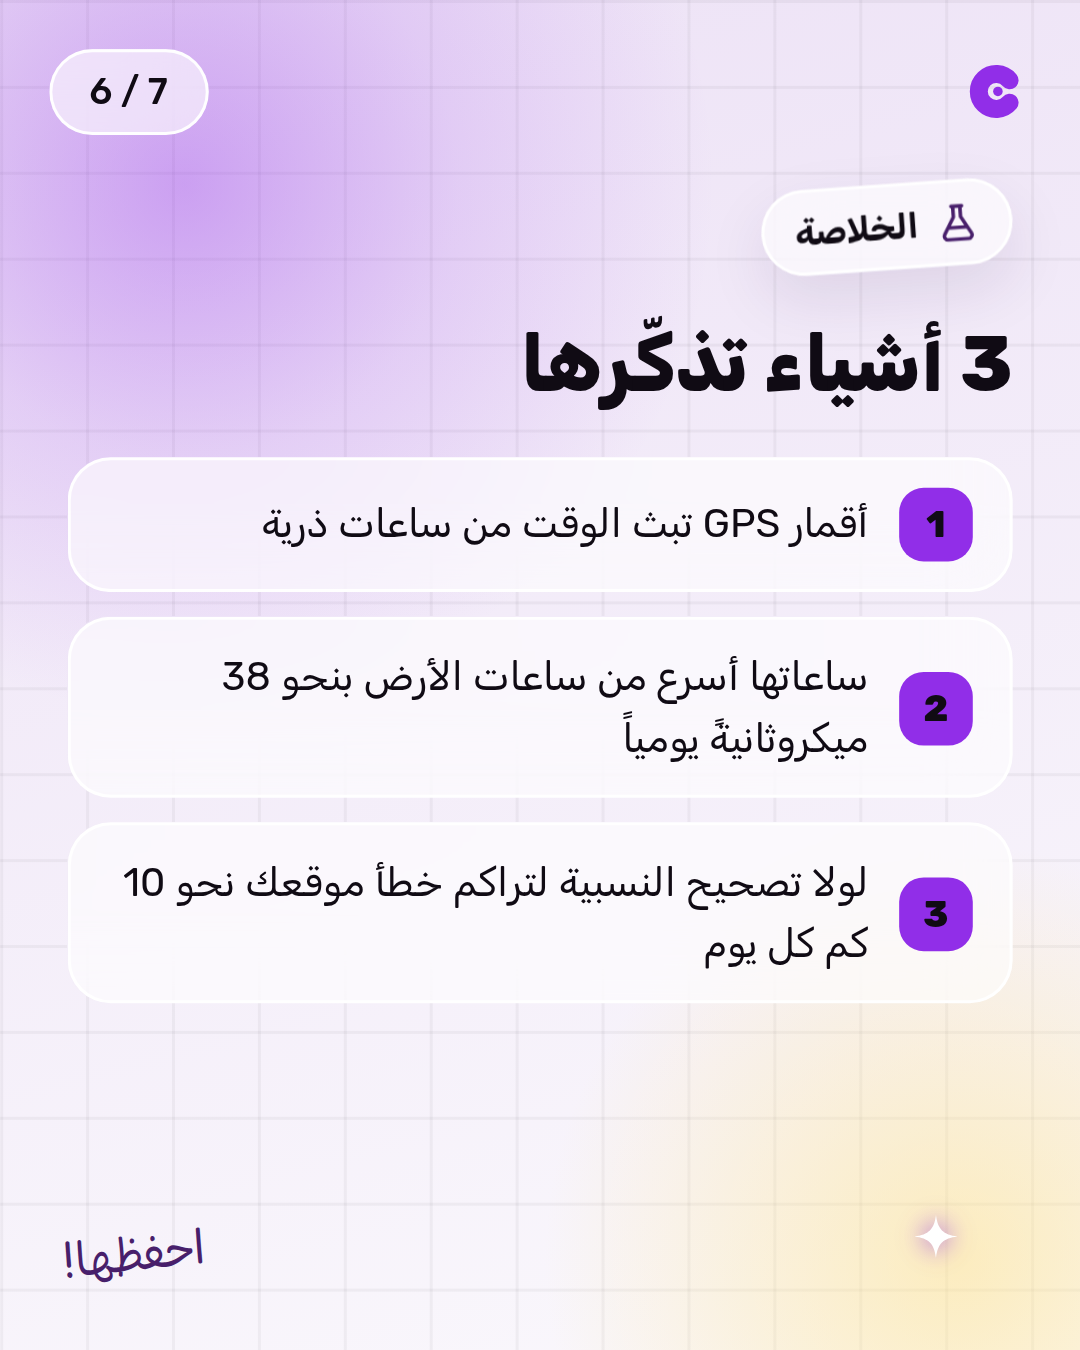 6 / 7
الخلاصة
3 أشياء تذكّرها
1
أقمار GPS تبث الوقت من ساعات ذرية
2
ساعاتها أسرع من ساعات الأرض بنحو 38
ميكروثانيةً يومياً
3
لولا تصحيح النسبية لتراكم خطأ موقعك نحو 10
كم كل يوم
احفظها!